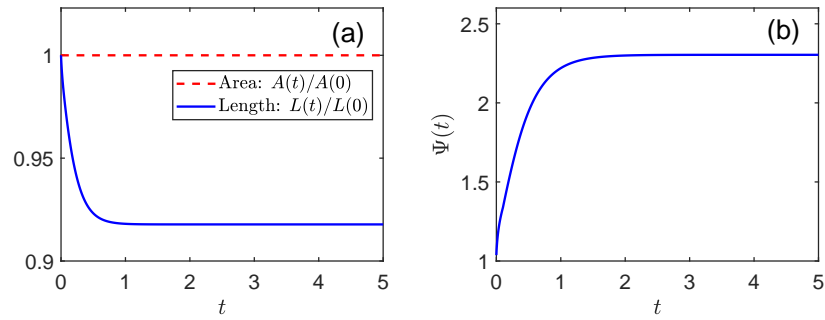 (a)
1
0.95
0.9
Area: A(t)/A(0)
Length: L(t)/L(0)
0 1 2 3 4 5
t
(b)
2.5
2
1.5
1
Ψ(t)
0 1 2 3 4 5
t